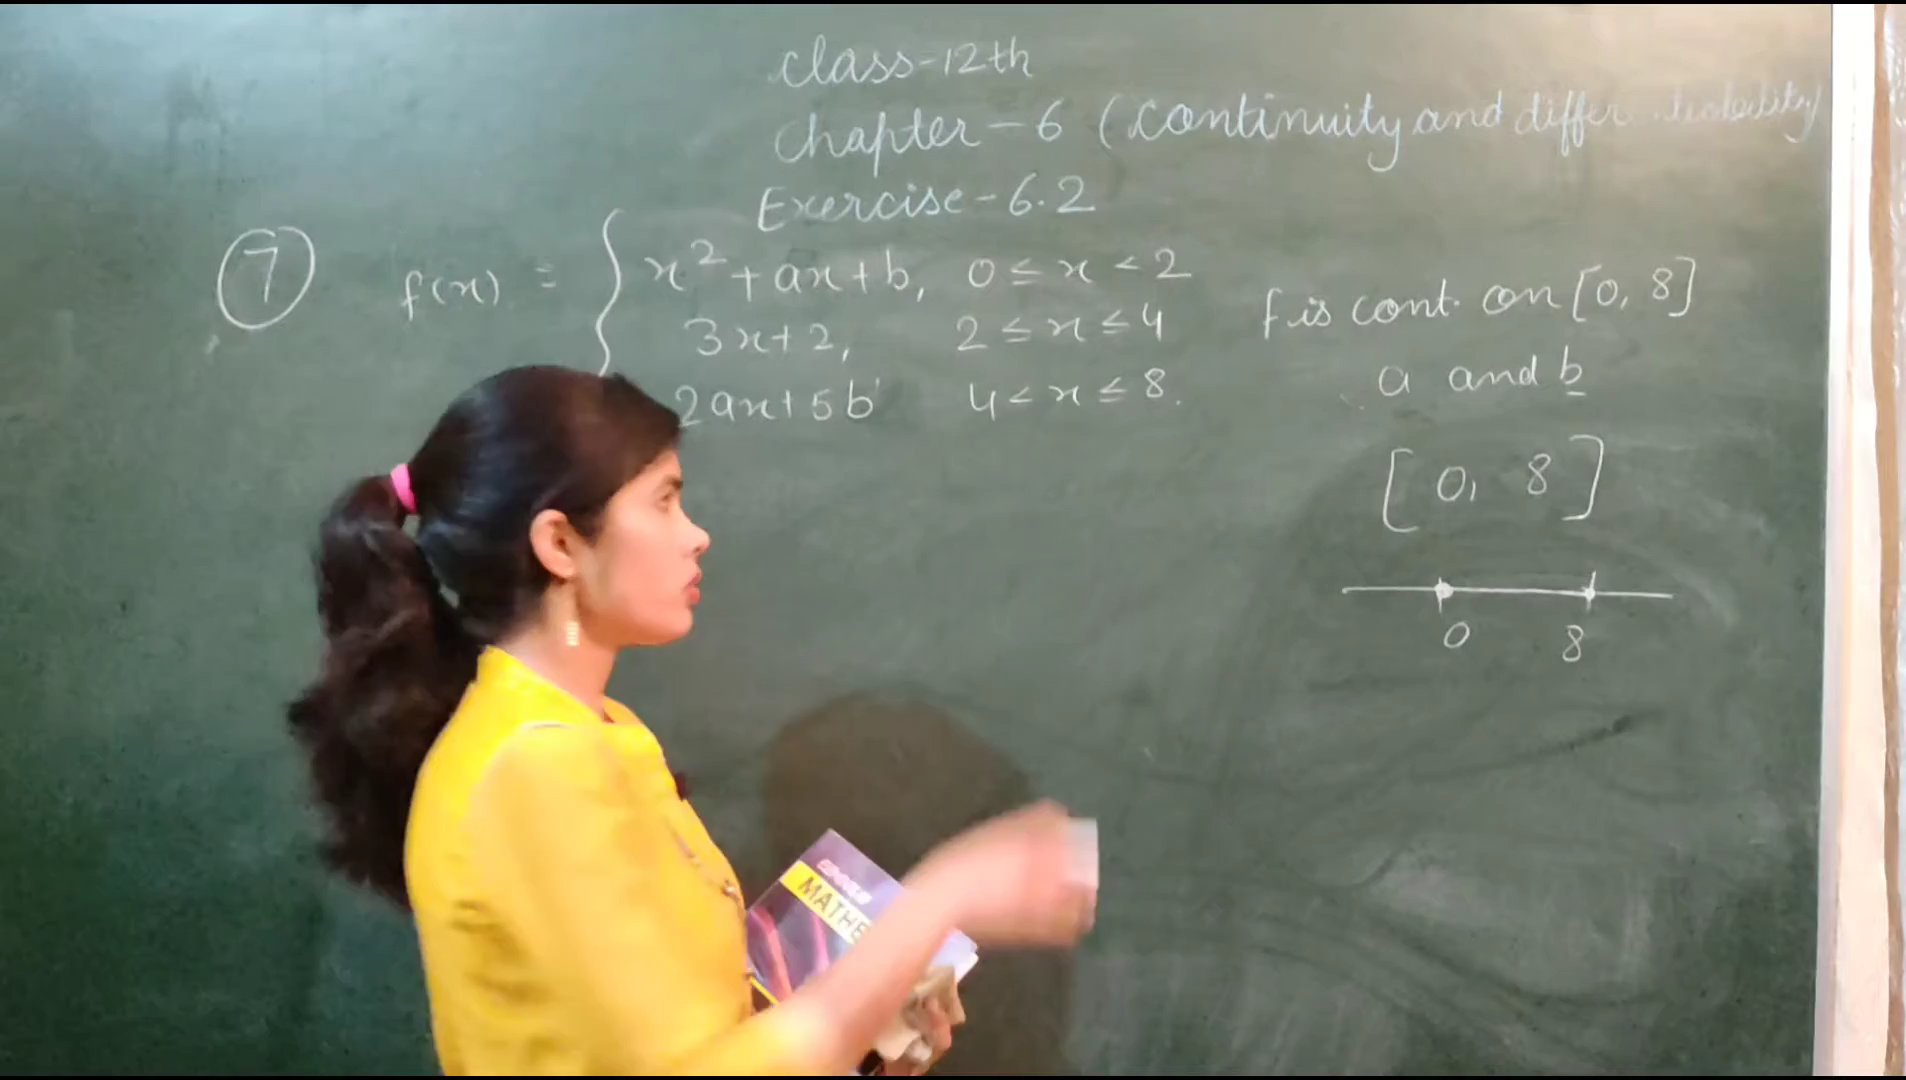 class-12th
chapter-6 (continuity and
Exercise-6.2
7 f(x) = { x²+ax+b, 0≤x<2
3x+2, 2≤x≤4
2ax+5b 4<x≤8.
f is cont. on [0, 8]
a and b
[0, 8]
0 8
MATHE